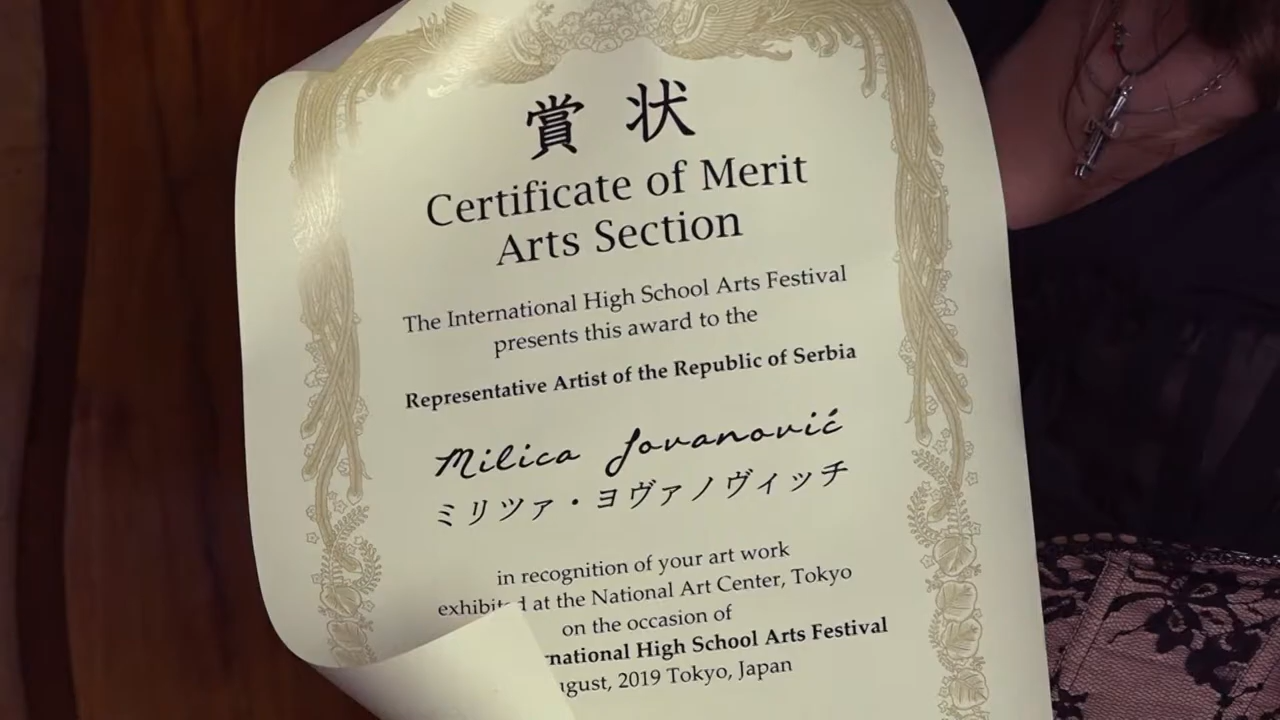 賞 状
Certificate of Merit
Arts Section
The International High School Arts Festival
presents this award to the
Representative Artist of the Republic of Serbia
Milica Jovanović
ミリツァ・ヨヴァノヴィッチ
in recognition of your art work
exhibited at the National Art Center, Tokyo
on the occasion of
High School Arts Festival
2019 Tokyo, Japan